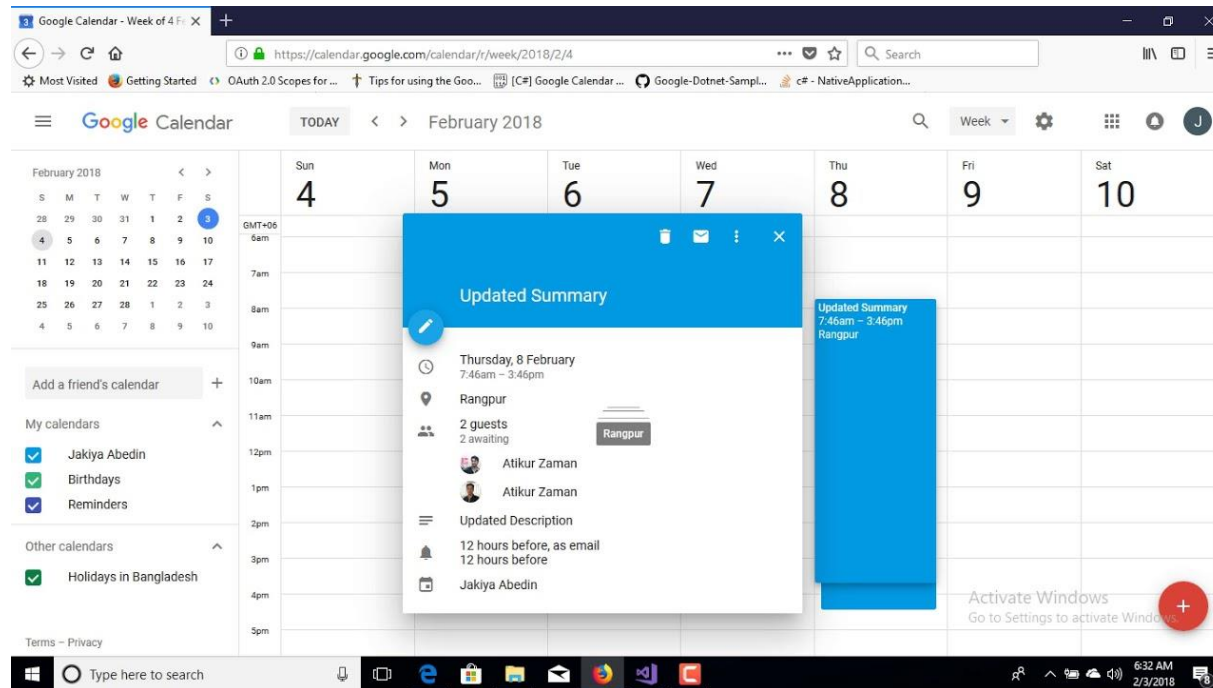 Google Calendar - Week of 4 Fe
https://calendar.google.com/calendar/r/week/2018/2/4
Search
Most Visited Getting Started OAuth 2.0 Scopes for ... Tips for using the Goo... [C#] Google Calendar ... Google-Dotnet-Sampl... c# - NativeApplication...
Google Calendar TODAY < > February 2018 Week J
February 2018 < >
S M T W T F S
28 29 30 31 1 2 3
4 5 6 7 8 9 10
11 12 13 14 15 16 17
18 19 20 21 22 23 24
25 26 27 28 1 2 3
4 5 6 7 8 9 10
Add a friend's calendar +
My calendars
Jakiya Abedin
Birthdays
Reminders
Other calendars
Holidays in Bangladesh
Terms – Privacy
Sun Mon Tue Wed Thu Fri Sat
4 5 6 7 8 9 10
GMT+06
6am
7am
8am
9am
10am
11am
12pm
1pm
2pm
3pm
4pm
5pm
Updated Summary
Thursday, 8 February
7:46am – 3:46pm
Rangpur
2 guests
2 awaiting
Rangpur
Atikur Zaman
Atikur Zaman
Updated Description
12 hours before, as email
12 hours before
Jakiya Abedin
Updated Summary
7:46am – 3:46pm
Rangpur
Activate Windows
Go to Settings to activate Windows.
Type here to search
6:32 AM
2/3/2018
8